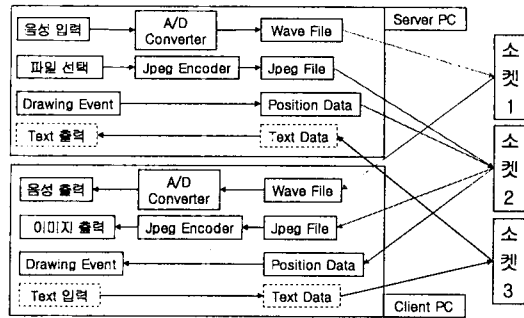 Server PC
음성 입력
A/D
Converter
Wave File
파일 선택
Jpeg Encoder
Jpeg File
Drawing Event
Position Data
Text 출력
Text Data
음성 출력
A/D
Converter
Wave File
이미지 출력
Jpeg Encoder
Jpeg File
Drawing Event
Position Data
Text 입력
Text Data
Client PC
소
켓
1
소
켓
2
소
켓
3